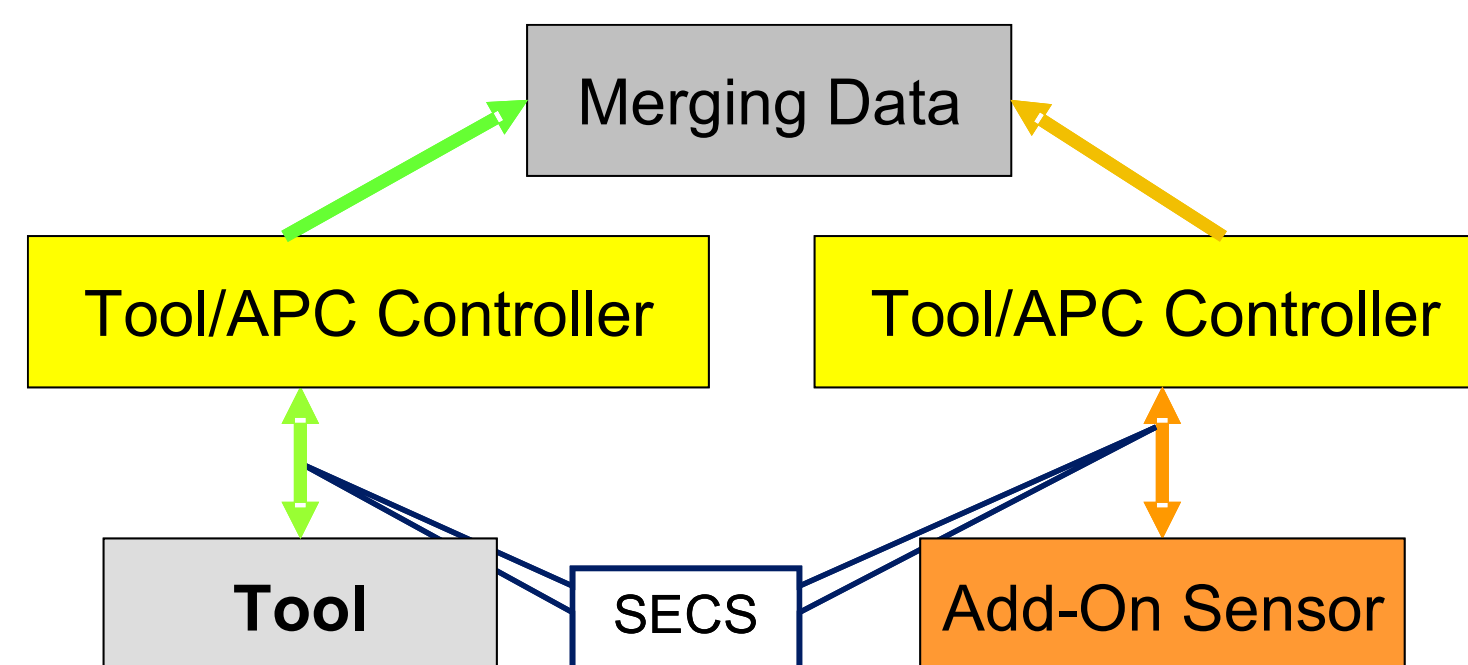 Merging Data
Tool/APC Controller
Tool/APC Controller
Tool
SECS
Add-On Sensor